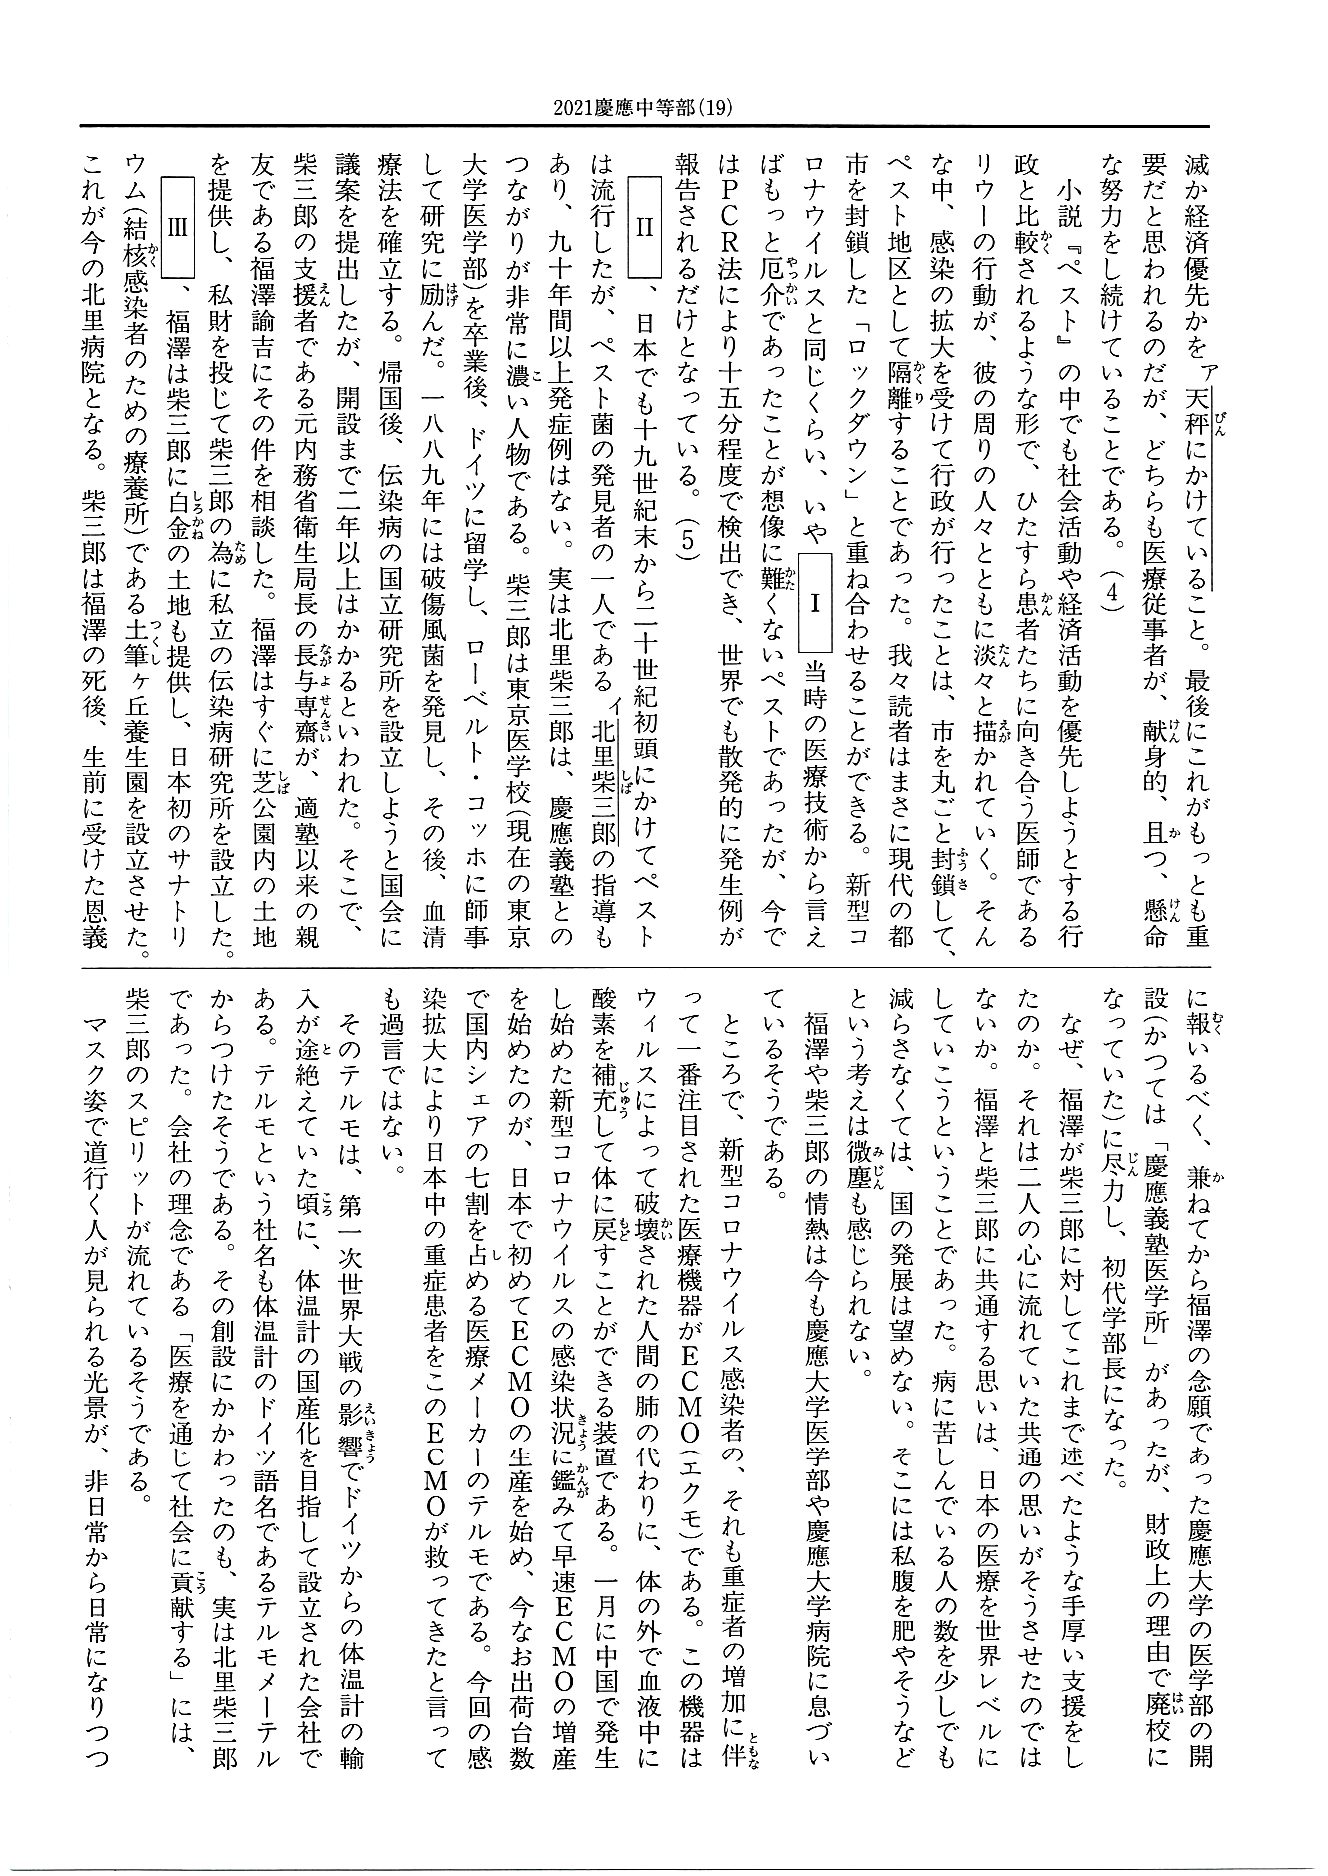 2021慶應中等部(19)
滅か経済優先かをア天秤にかけていること。最後にこれがもっとも重
要だと思われるのだが、どちらも医療従事者が、献身的、且つ、懸命
な努力をし続けていることである。(4)
小説『ペスト』の中でも社会活動や経済活動を優先しようとする行
政と比較されるような形で、ひたすら患者たちに向き合う医師である
リウーの行動が、彼の周りの人々とともに淡々と描かれていく。そん
な中、感染の拡大を受けて行政が行ったことは、市を丸ごと封鎖して、
ペスト地区として隔離することであった。我々読者はまさに現代の都
市を封鎖した「ロックダウン」と重ね合わせることができる。新型コ
ロナウイルスと同じくらい、いや Ⅰ 当時の医療技術から言え
ばもっと厄介であったことが想像に難くないペストであったが、今で
はPCR法により十五分程度で検出でき、世界でも散発的に発生例が
報告されるだけとなっている。(5)
Ⅱ 、日本でも十九世紀末から二十世紀初頭にかけてペスト
は流行したが、ペスト菌の発見者の一人であるイ北里柴三郎の指導も
あり、九十年間以上発症例はない。実は北里柴三郎は、慶應義塾との
つながりが非常に濃い人物である。柴三郎は東京医学校(現在の東京
大学医学部)を卒業後、ドイツに留学し、ローベルト・コッホに師事
して研究に励んだ。一八八九年には破傷風菌を発見し、その後、血清
療法を確立する。帰国後、伝染病の国立研究所を設立しようと国会に
議案を提出したが、開設まで二年以上はかかるといわれた。そこで、
柴三郎の支援者である元内務省衛生局長の長与専齋が、適塾以来の親
友である福澤諭吉にその件を相談した。福澤はすぐに芝公園内の土地
を提供し、私財を投じて柴三郎の為に私立の伝染病研究所を設立した。
Ⅲ 、福澤は柴三郎に白金の土地も提供し、日本初のサナトリ
ウム(結核感染者のための療養所)である土筆ヶ丘養生園を設立させた。
これが今の北里病院となる。柴三郎は福澤の死後、生前に受けた恩義
に報いるべく、兼ねてから福澤の念願であった慶應大学の医学部の開
設(かつては「慶應義塾医学所」があったが、財政上の理由で廃校に
なっていた)に尽力し、初代学部長になった。
なぜ、福澤が柴三郎に対してこれまで述べたような手厚い支援をし
たのか。それは二人の心に流れていた共通の思いがそうさせたのでは
ないか。福澤と柴三郎に共通する思いは、日本の医療を世界レベルに
していこうということであった。病に苦しんでいる人の数を少しでも
減らさなくては、国の発展は望めない。そこには私腹を肥やそうなど
という考えは微塵も感じられない。
福澤や柴三郎の情熱は今も慶應大学医学部や慶應大学病院に息づい
ているそうである。
ところで、新型コロナウイルス感染者の、それも重症者の増加に伴
って一番注目された医療機器がECMO(エクモ)である。この機器は
ウィルスによって破壊された人間の肺の代わりに、体の外で血液中に
酸素を補充して体に戻すことができる装置である。一月に中国で発生
し始めた新型コロナウイルスの感染状況に鑑みて早速ECMOの増産
を始めたのが、日本で初めてECMOの生産を始め、今なお出荷台数
で国内シェアの七割を占める医療メーカーのテルモである。今回の感
染拡大により日本中の重症患者をこのECMOが救ってきたと言って
も過言ではない。
そのテルモは、第一次世界大戦の影響でドイツからの体温計の輸
入が途絶えていた頃に、体温計の国産化を目指して設立された会社で
ある。テルモという社名も体温計のドイツ語名であるテルモメーテル
からつけたそうである。その創設にかかわったのも、実は北里柴三郎
であった。会社の理念である「医療を通じて社会に貢献する」には、
柴三郎のスピリットが流れているそうである。
マスク姿で道行く人が見られる光景が、非日常から日常になりつつ